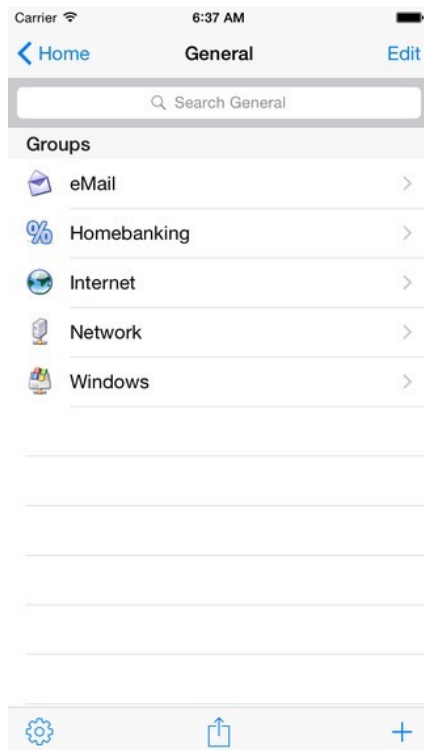 Carrier 6:37 AM
Home General Edit
Search General
Groups
eMail
Homebanking
Internet
Network
Windows